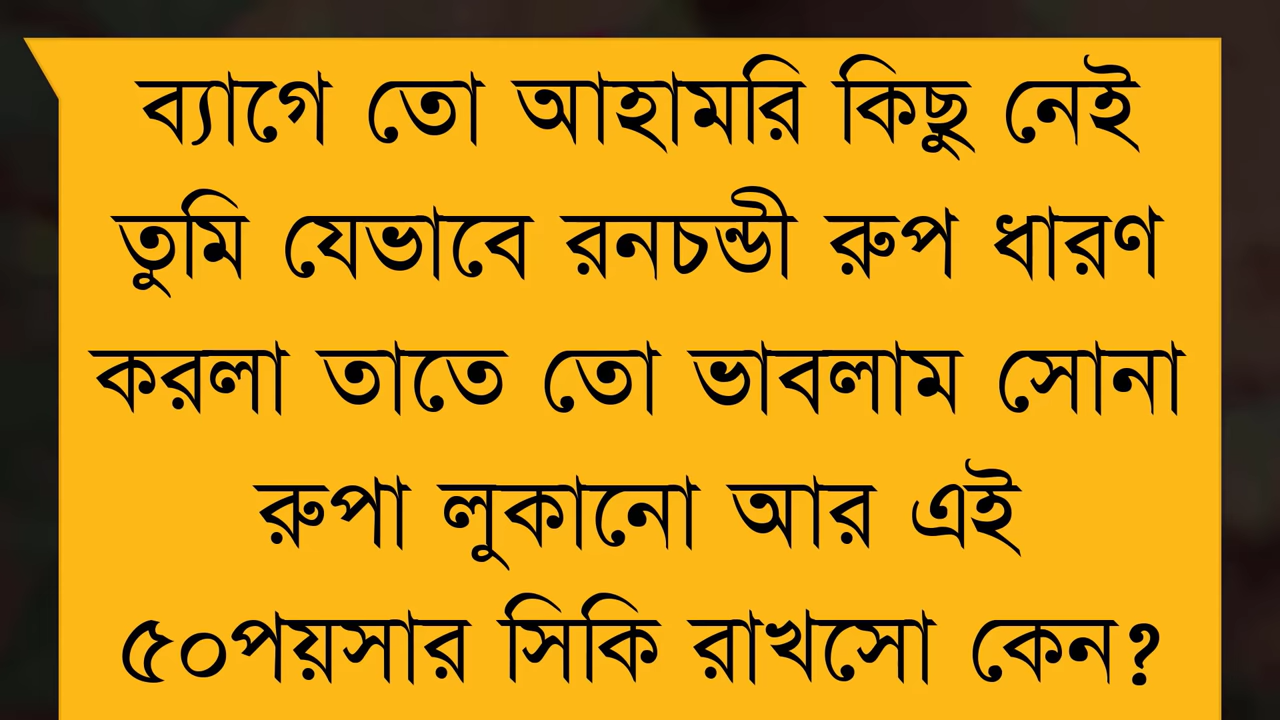 ব্যাগে তো আহামরি কিছু নেই
তুমি যেভাবে রনচন্ডী রুপ ধারণ
করলা তাতে তো ভাবলাম সোনা
রুপা লুকানো আর এই
৫০পয়সার সিকি রাখসো কেন?